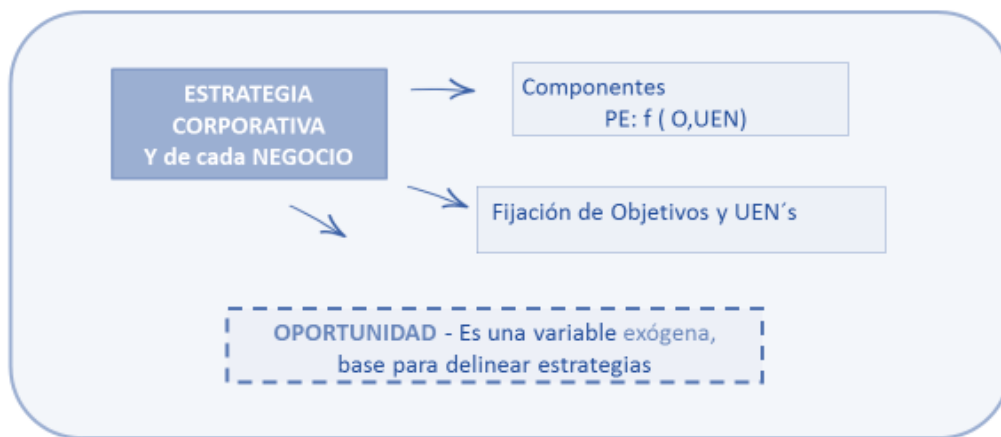 ESTRATEGIA
CORPORATIVA
Y de cada NEGOCIO
Componentes
PE: f ( O,UEN)
Fijación de Objetivos y UEN´s
OPORTUNIDAD - Es una variable exógena,
base para delinear estrategias